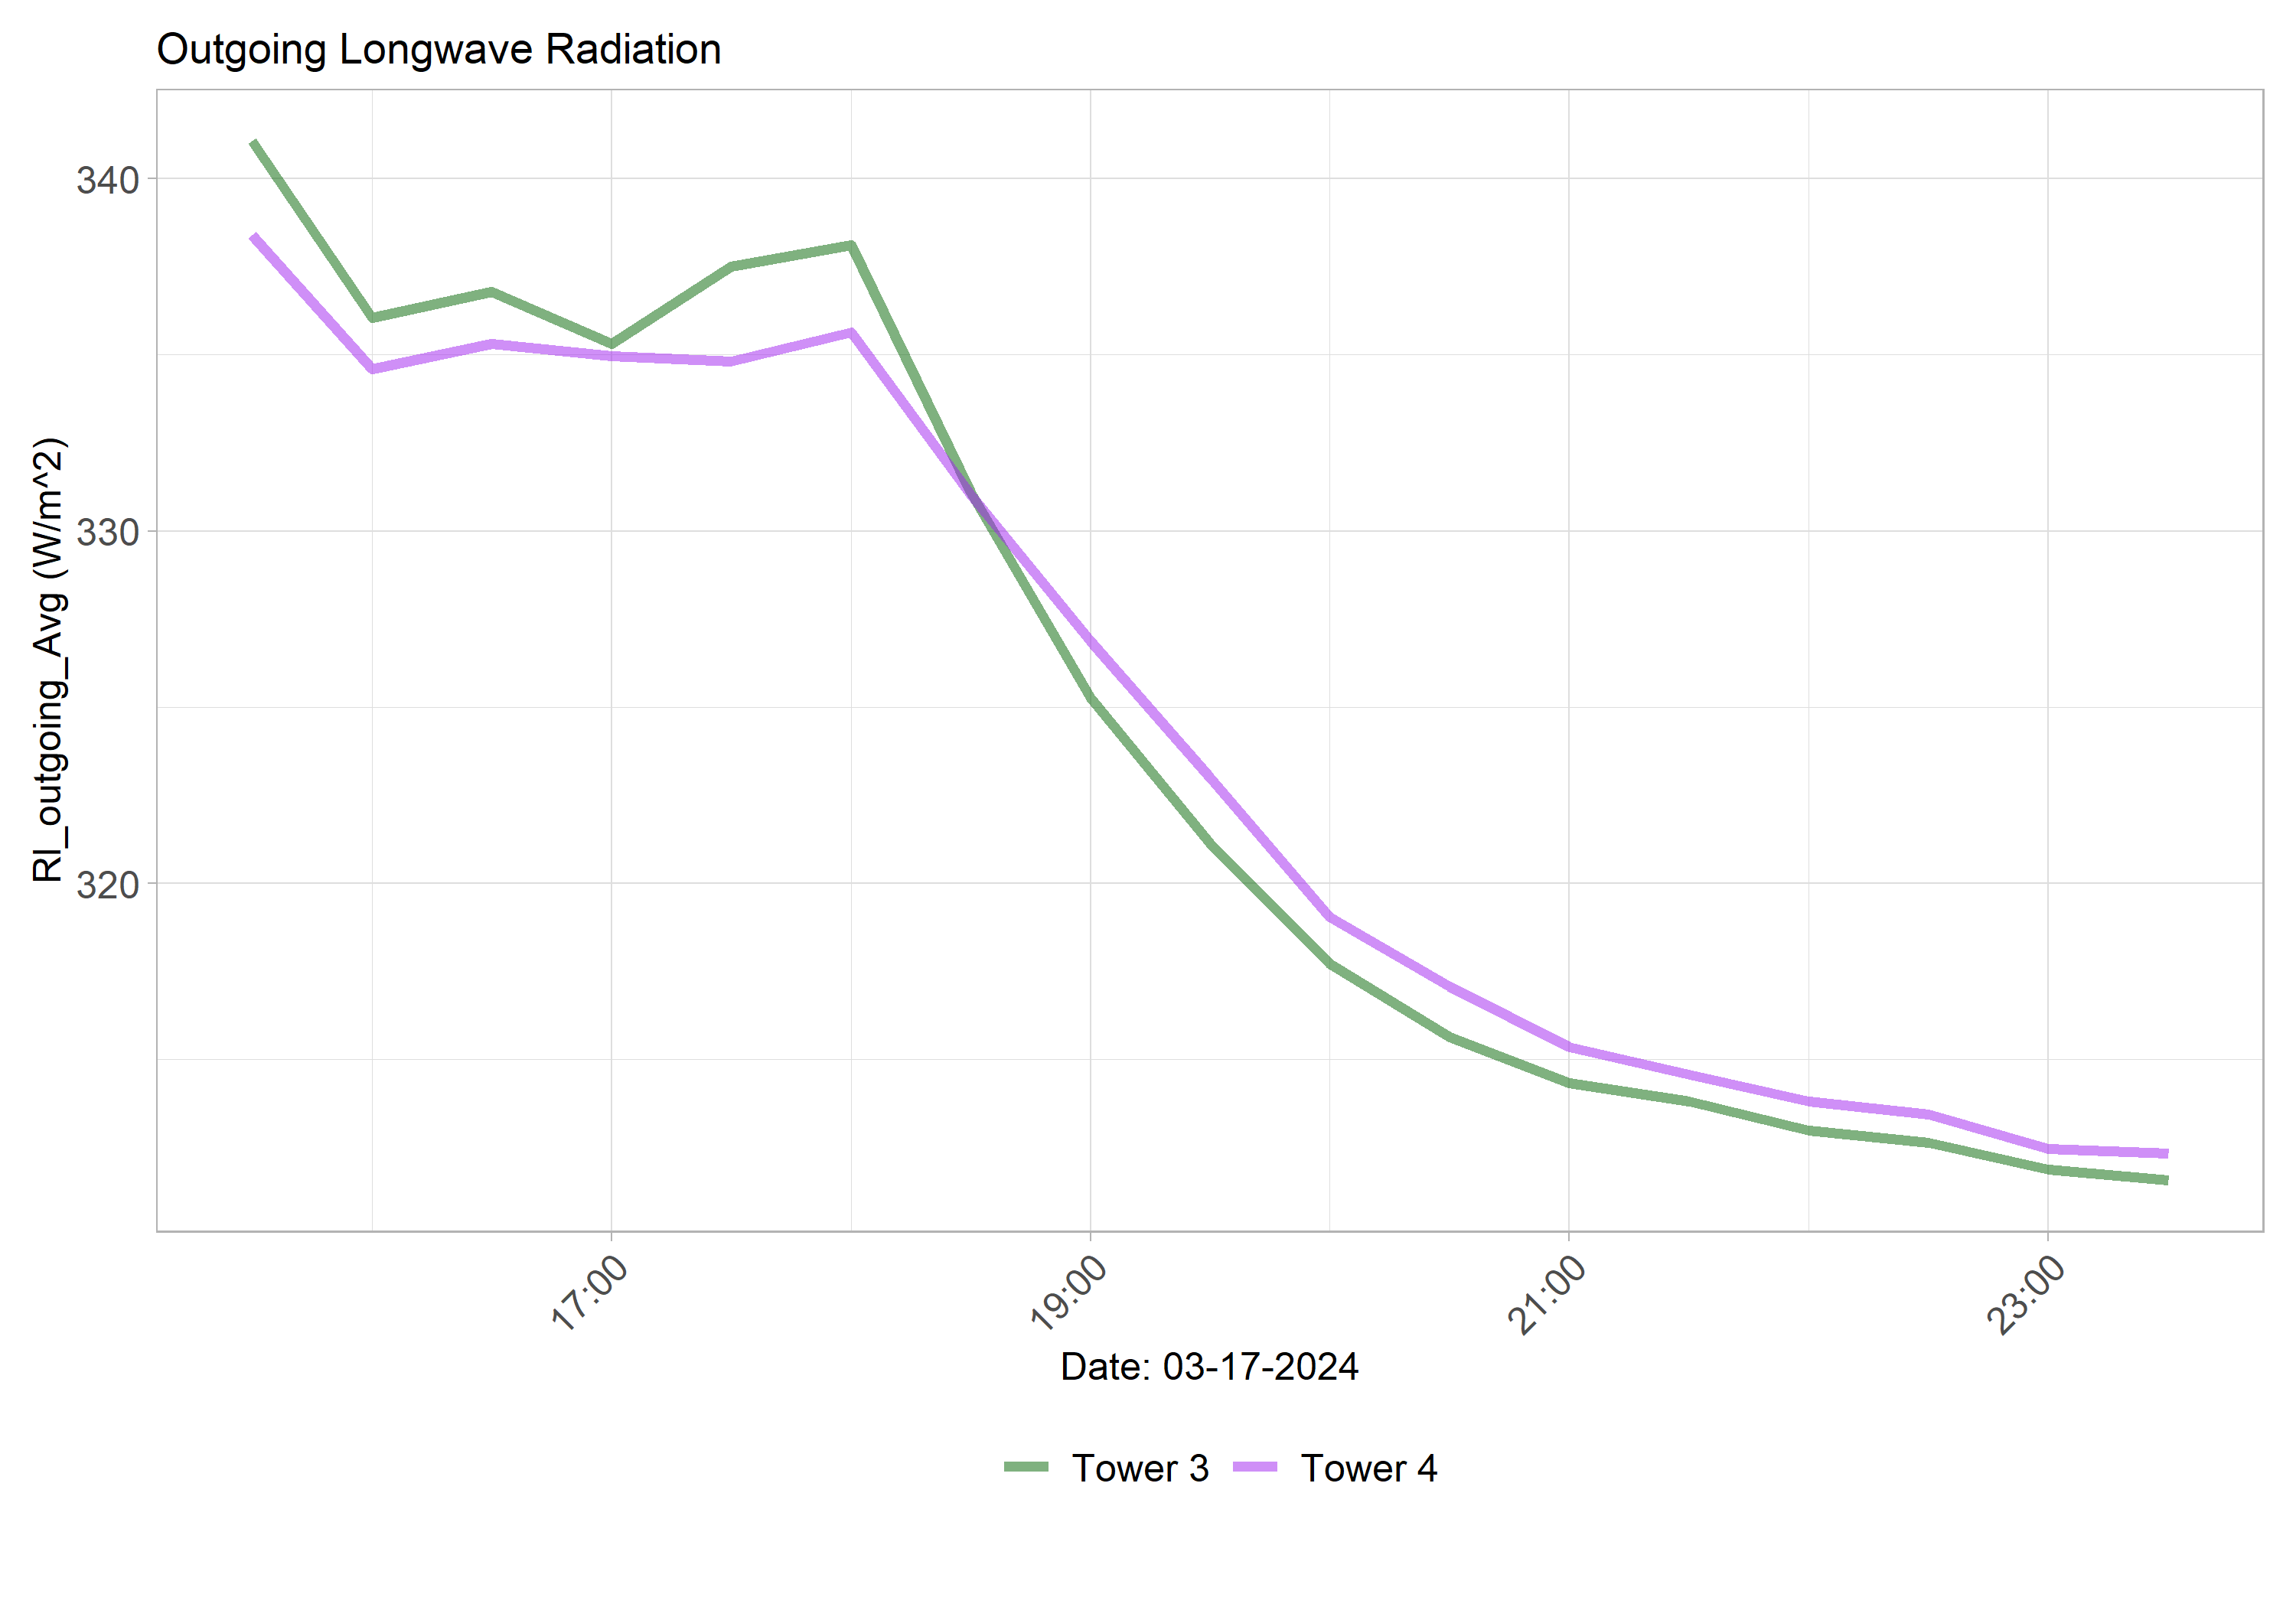 Outgoing Longwave Radiation
Rl_outgoing_Avg (W/m^2)
340
330
320
17:00
19:00
21:00
23:00
Date: 03-17-2024
Tower 3
Tower 4